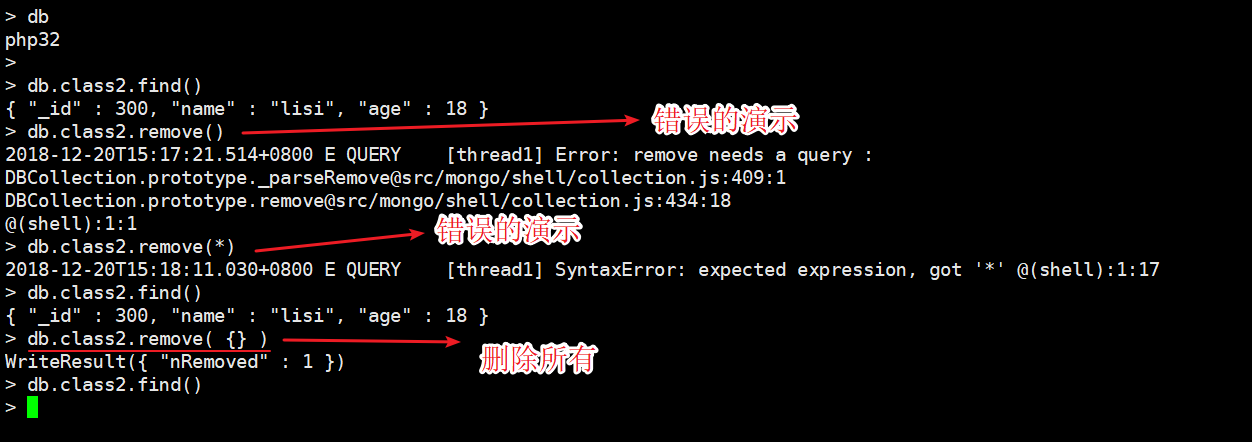 > db
php32
>
> db.class2.find()
{ "_id" : 300, "name" : "lisi", "age" : 18 }
> db.class2.remove()
错误的演示
2018-12-20T15:17:21.514+0800 E QUERY    [thread1] Error: remove needs a query :
DBCollection.prototype._parseRemove@src/mongo/shell/collection.js:409:1
DBCollection.prototype.remove@src/mongo/shell/collection.js:434:18
@(shell):1:1
错误的演示
> db.class2.remove(*)
2018-12-20T15:18:11.030+0800 E QUERY    [thread1] SyntaxError: expected expression, got '*' @(shell):1:17
> db.class2.find()
{ "_id" : 300, "name" : "lisi", "age" : 18 }
> db.class2.remove( {} )
删除所有
WriteResult({ "nRemoved" : 1 })
> db.class2.find()
>